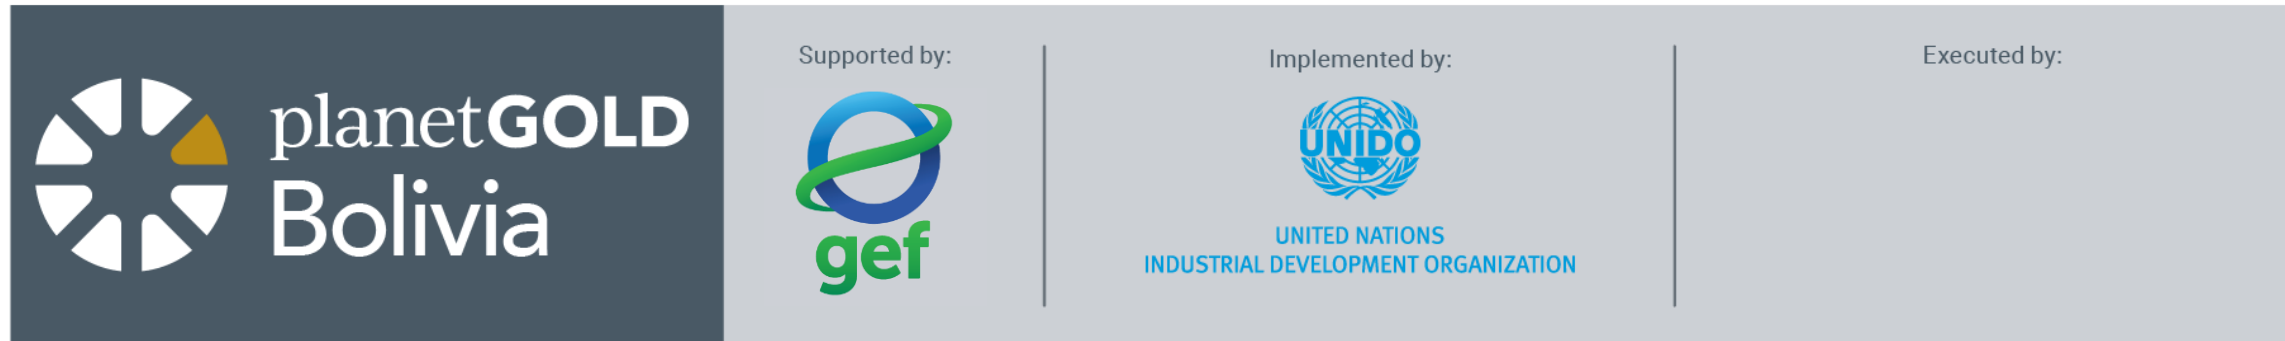 planetGOLD
Bolivia
Supported by:
gef
Implemented by:
UNIDO
UNITED NATIONS
INDUSTRIAL DEVELOPMENT ORGANIZATION
Executed by: